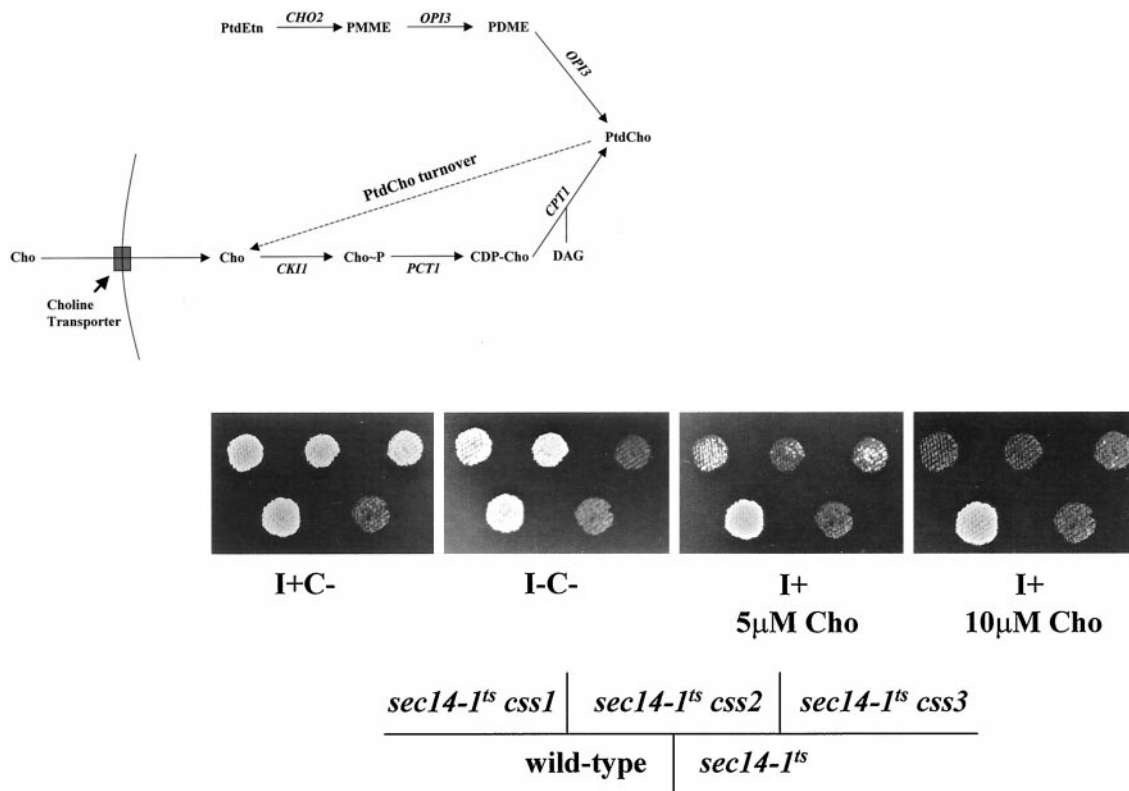 PtdEtn CHO2 PMME OPI3 PDME
OPI3
PtdCho
PtdCho turnover
CPT1
Cho Cho CKI1 Cho~P PCT1 CDP-Cho DAG
Choline
Transporter
I+C- I-C- I+ I+
5μM Cho 10μM Cho
sec14-1ts css1 sec14-1ts css2 sec14-1ts css3
wild-type sec14-1ts